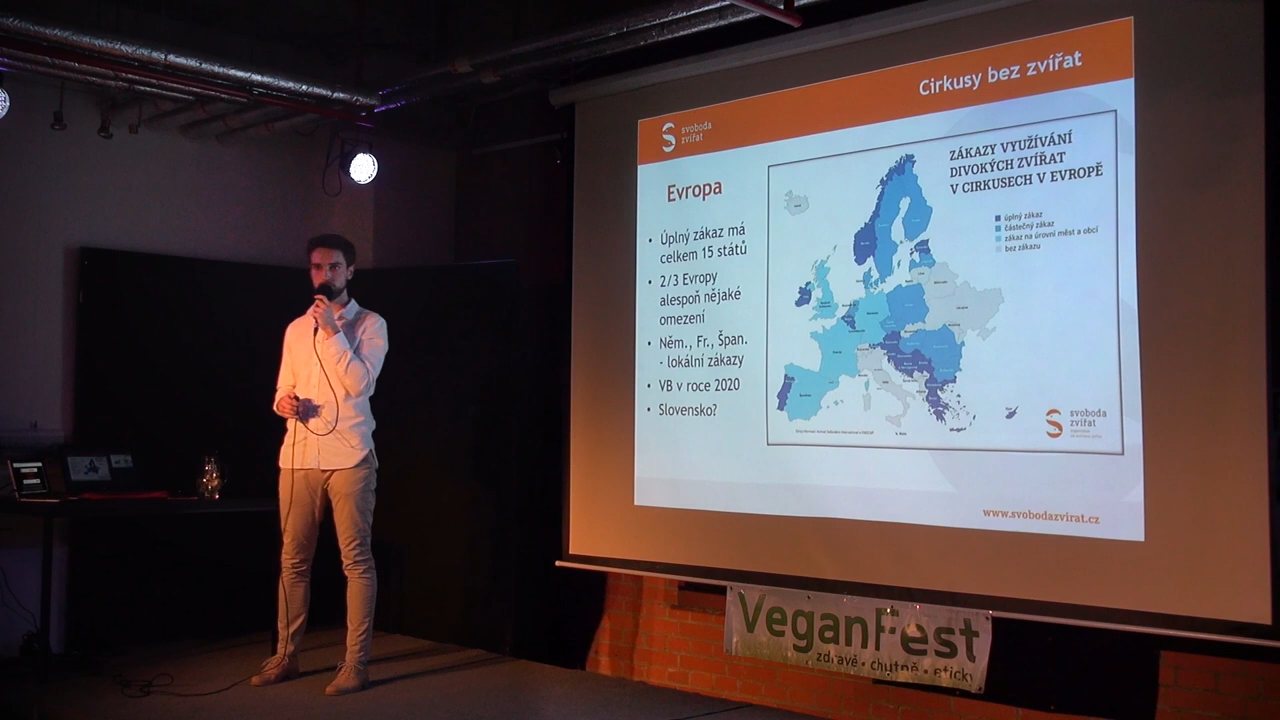 Cirkusy bez zvířat
svoboda
zvířat
Evropa
• Úplný zákaz má
celkem 15 států
• 2/3 Evropy
alespoň nějaké
omezení
• Něm., Fr., Špan.
- lokální zákazy
• VB v roce 2020
• Slovensko?
ZÁKAZY VYUŽÍVÁNÍ
DIVOKÝCH ZVÍŘAT
V CIRKUSECH V EVROPĚ
úplný zákaz
částečný zákaz
zákaz na úrovní měst a obcí
bez zákazu
svoboda
zvířat
www.svobodazvirat.cz
VeganFest
zdravě • chutně • eticky